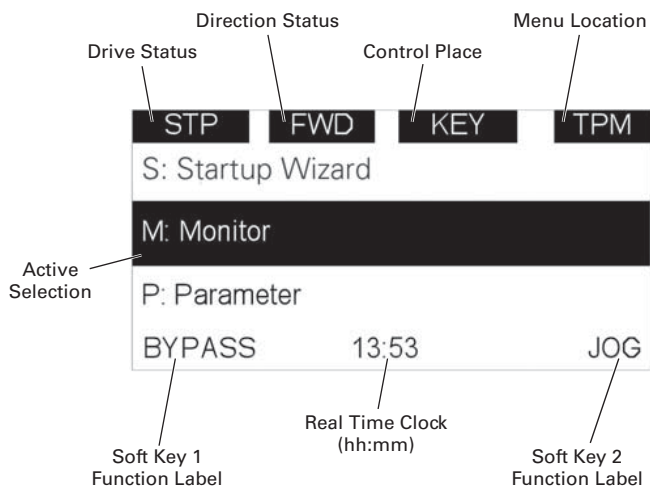 Direction Status
Menu Location
Drive Status
Control Place
STP
FWD
KEY
TPM
S: Startup Wizard
M: Monitor
Active
Selection
P: Parameter
BYPASS
13:53
JOG
Real Time Clock
(hh:mm)
Soft Key 1
Function Label
Soft Key 2
Function Label